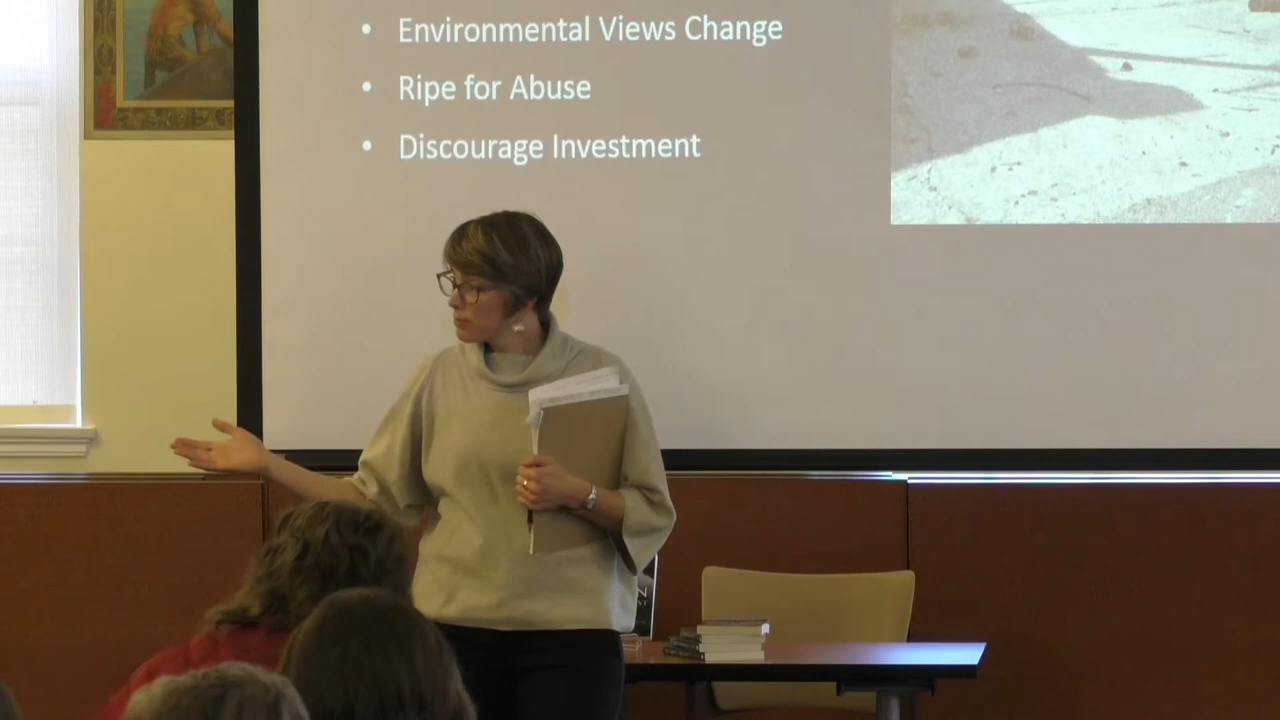 • Environmental Views Change
• Ripe for Abuse
• Discourage Investment